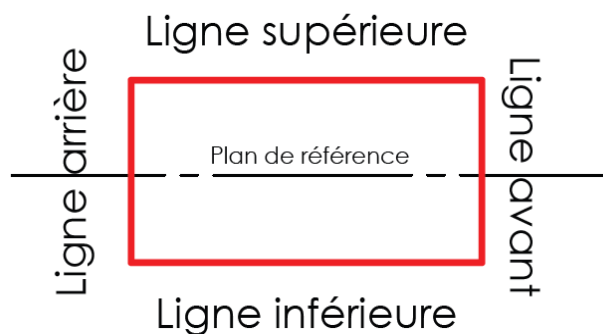 Ligne supérieure
Ligne arrière
Ligne avant
Plan de référence
Ligne inférieure